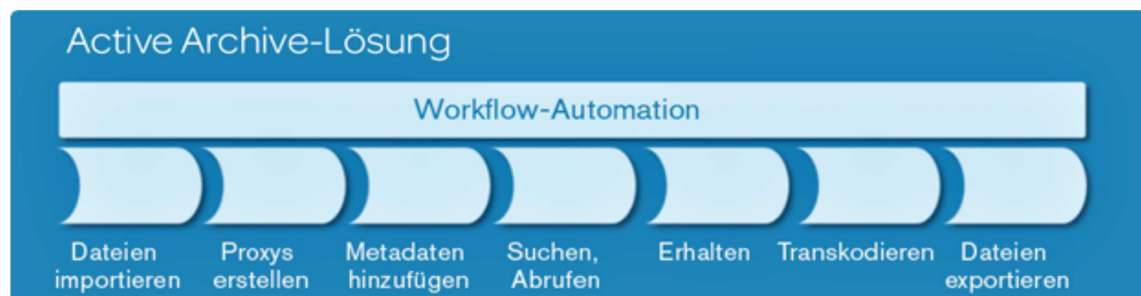 Active Archive-Lösung
Workflow-Automation
Dateien
importieren
Proxys
erstellen
Metadaten
hinzufügen
Suchen,
Abrufen
Erhalten
Transkodieren
Dateien
exportieren